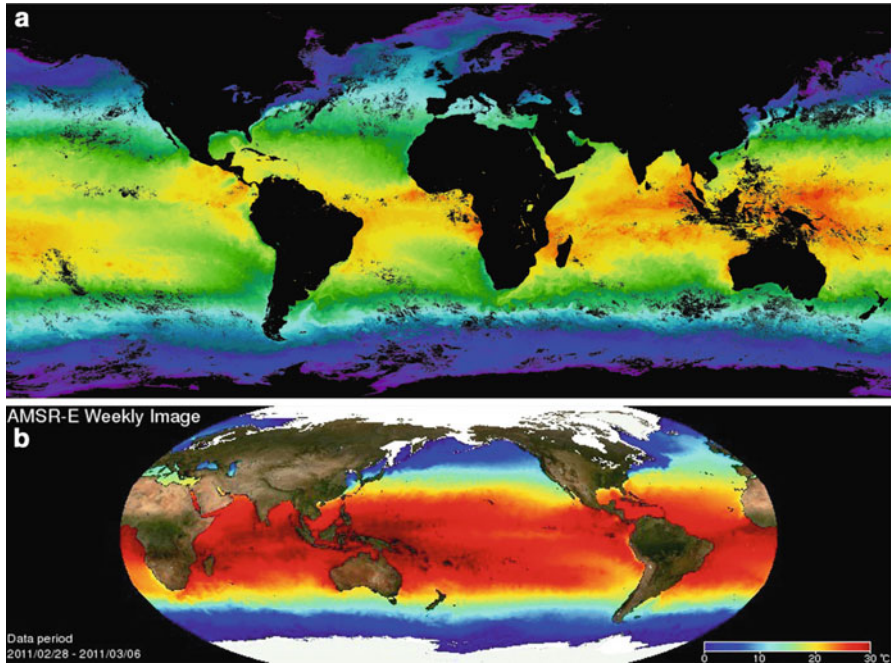 a
AMSR-E Weekly Image
b
Data period
2011/02/28 - 2011/03/06
0 10 20 30 °C